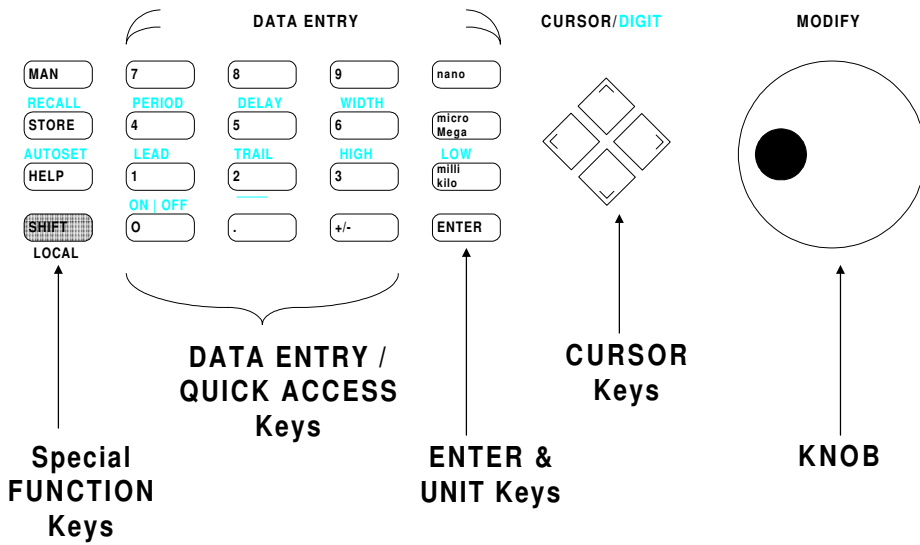 DATA ENTRY CURSOR/DIGIT MODIFY
MAN 7 8 9 nano
RECALL PERIOD DELAY WIDTH
STORE 4 5 6 micro
Mega
AUTOSET LEAD TRAIL HIGH LOW
HELP 1 2 3 milli
kilo
ON | OFF
SHIFT 0 . +/- ENTER
LOCAL
DATA ENTRY /
QUICK ACCESS
Keys
CURSOR
Keys
Special
FUNCTION
Keys
ENTER &
UNIT Keys
KNOB